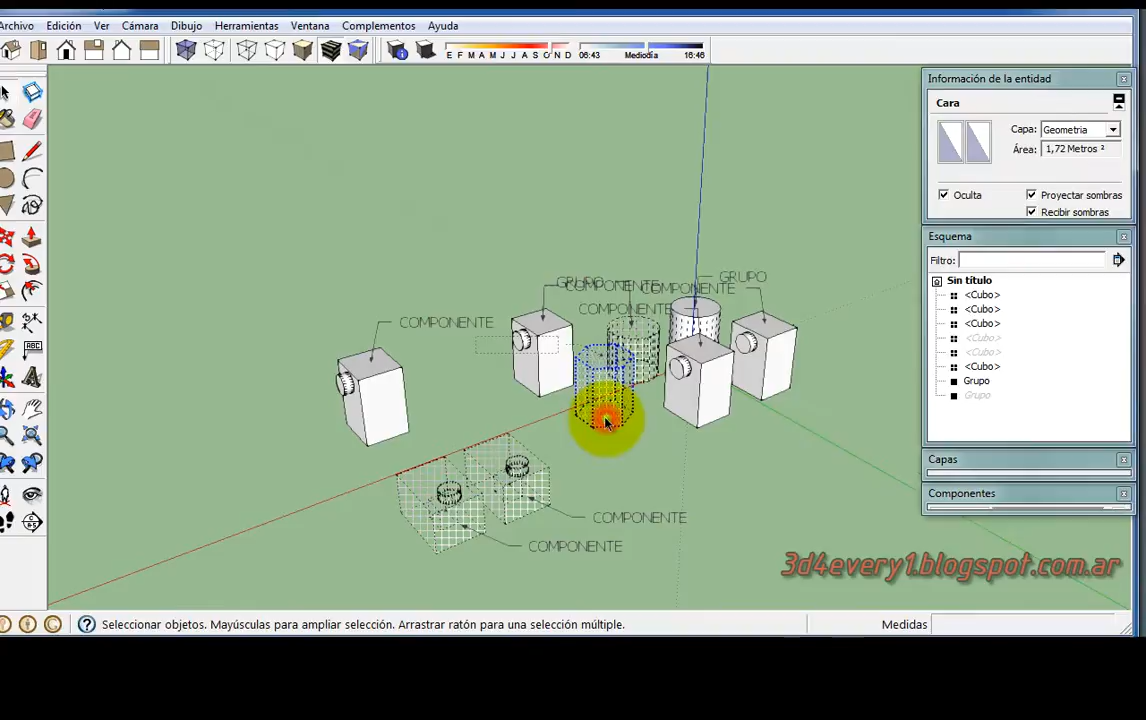 Archivo Edición Ver Cámara Dibujo Herramientas Ventana Complementos Ayuda
E F M A M J J A S O N D 06:43 Mediodía 16:46
Información de la entidad
Cara
Capa: Geometria
Área: 1,72 Metros ²
Oculta
Proyectar sombras
Recibir sombras
Esquema
Filtro:
Sin título
<Cubo>
<Cubo>
<Cubo>
<Cubo>
<Cubo>
<Cubo>
Grupo
Grupo
Capas
Componentes
GRUPO
COMPONENTE
GRUPO
COMPONENTE
COMPONENTE
COMPONENTE
COMPONENTE
COMPONENTE
ABC
3d4every1.blogspot.com.ar
Seleccionar objetos. Mayúsculas para ampliar selección. Arrastrar ratón para una selección múltiple.
Medidas